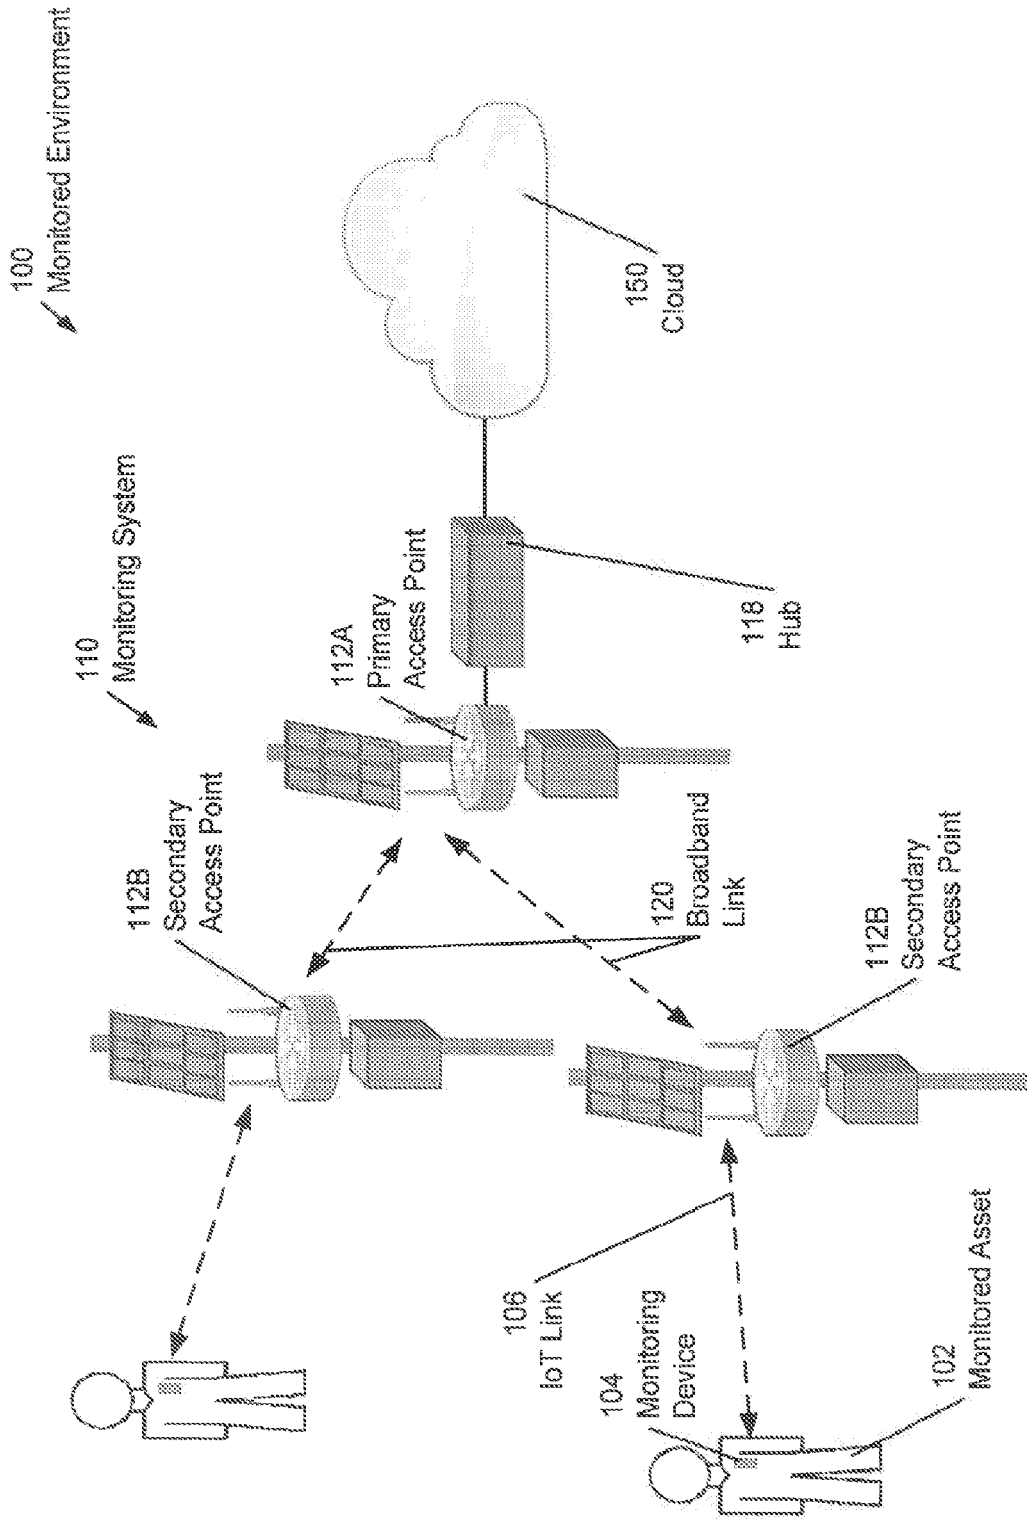 100
Monitored Environment
110
Monitoring System
112B
Secondary
Access Point
112A
Primary
Access Point
118
Hub
150
Cloud
120
Broadband
Link
106
IoT Link
104
Monitoring
Device
102
Monitored Asset
112B
Secondary
Access Point